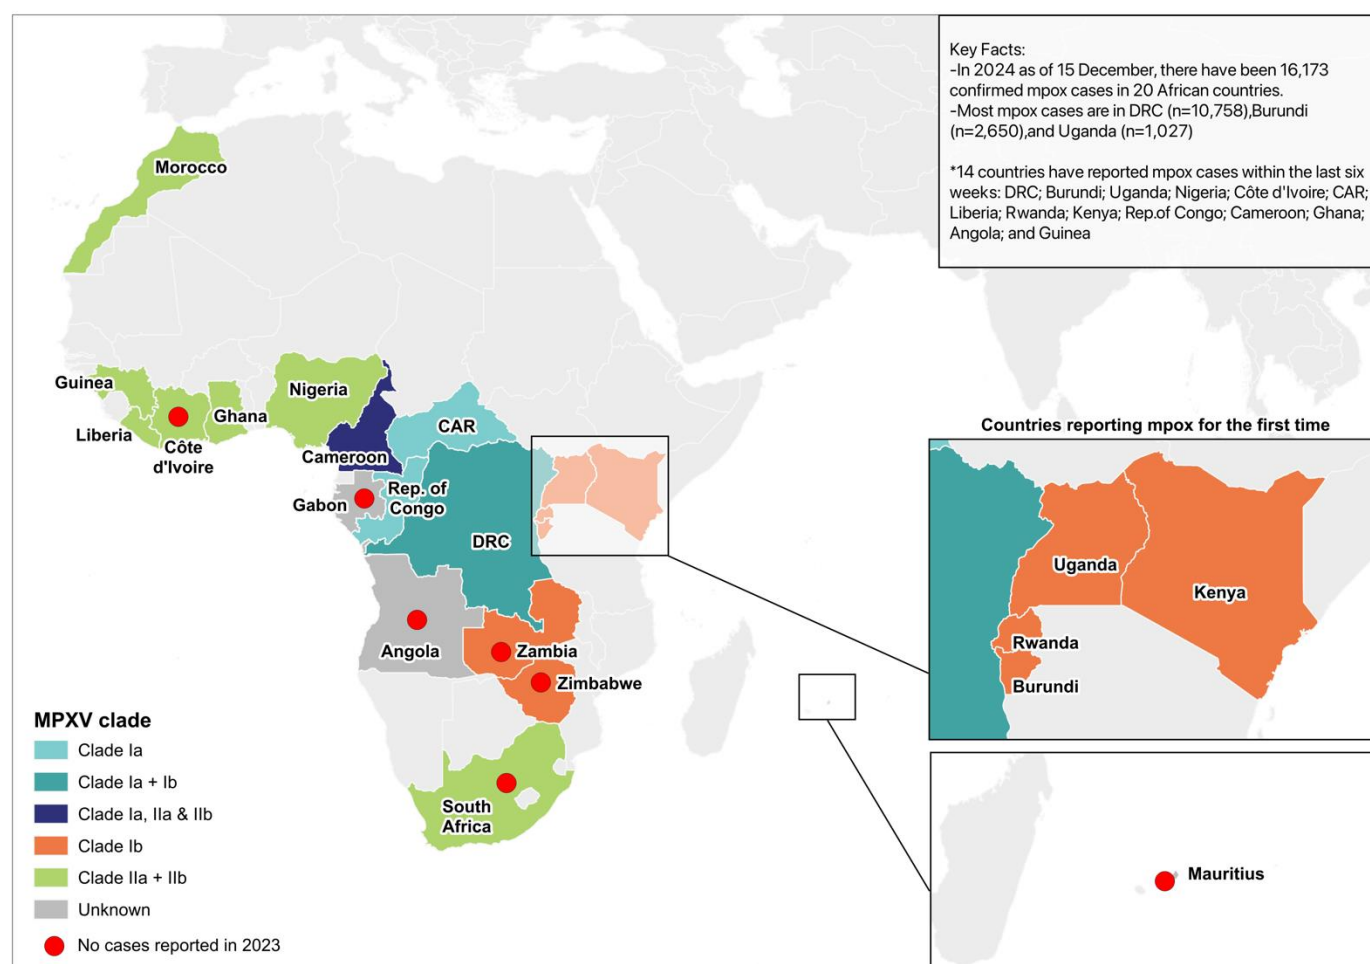 Key Facts:
-In 2024 as of 15 December, there have been 16,173
confirmed mpox cases in 20 African countries.
-Most mpox cases are in DRC (n=10,758),Burundi
(n=2,650),and Uganda (n=1,027)
*14 countries have reported mpox cases within the last six
weeks: DRC; Burundi; Uganda; Nigeria; Côte d'Ivoire; CAR;
Liberia; Rwanda; Kenya; Rep.of Congo; Cameroon; Ghana;
Angola; and Guinea
Morocco
Guinea
Nigeria
Ghana
Liberia
Côte
d'Ivoire
CAR
Cameroon
Rep. of
Congo
Gabon
DRC
Angola
Zambia
Zimbabwe
South
Africa
Countries reporting mpox for the first time
Uganda
Kenya
Rwanda
Burundi
Mauritius
MPXV clade
Clade Ia
Clade Ia + Ib
Clade Ia, IIa & IIb
Clade Ib
Clade IIa + IIb
Unknown
No cases reported in 2023